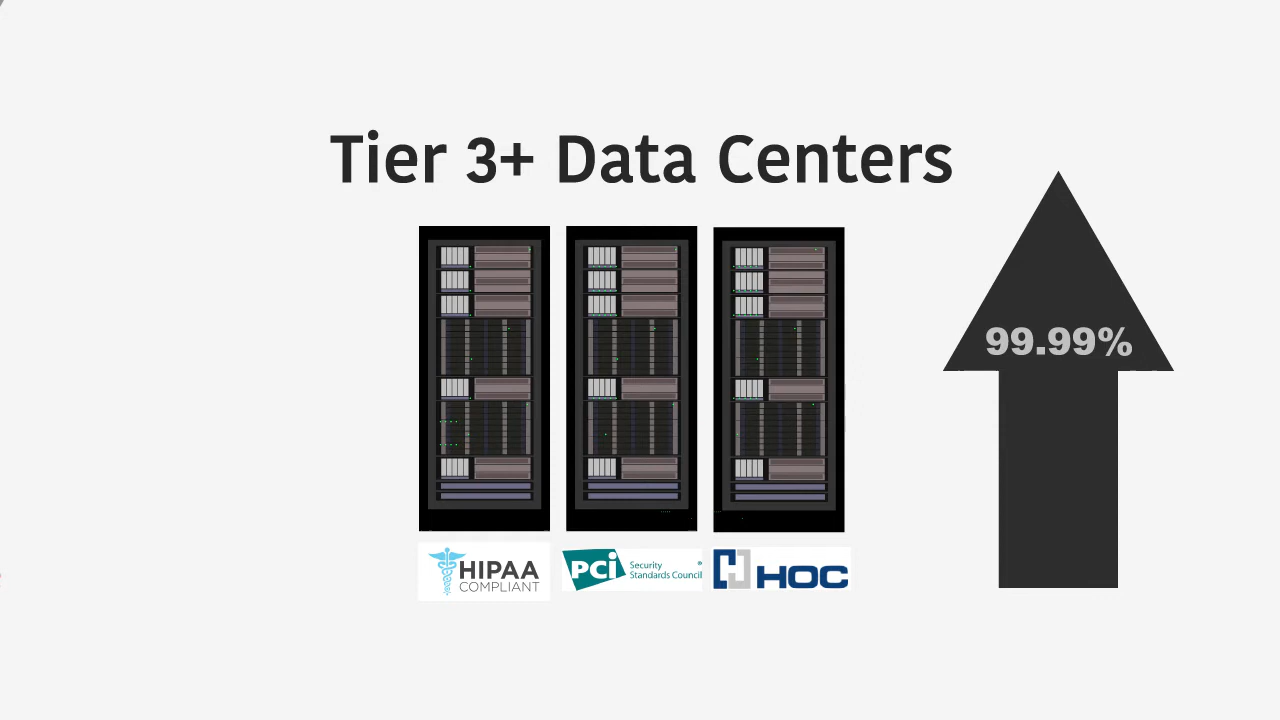 Tier 3+ Data Centers
99.99%
HIPAA
COMPLIANT
PCi
Security
Standards Council
®
HOC